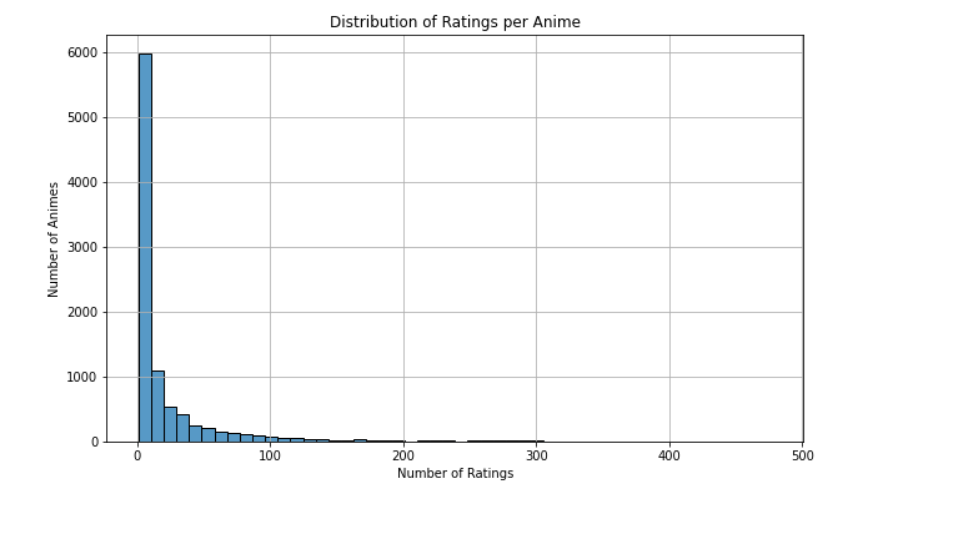 Distribution of Ratings per Anime
6000
5000
4000
3000
2000
1000
0
Number of Animes
0 100 200 300 400 500
Number of Ratings